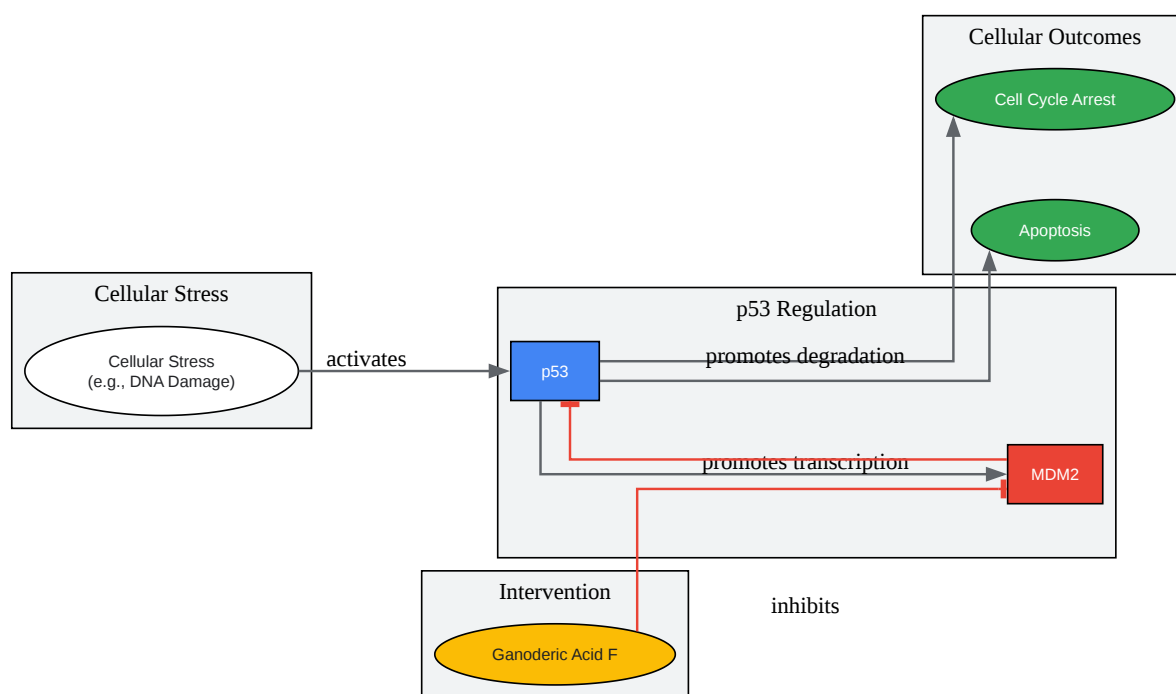 Cellular Outcomes
Cell Cycle Arrest
Apoptosis
Cellular Stress
Cellular Stress
(e.g., DNA Damage)
activates
p53 Regulation
p53
promotes degradation
promotes transcription
MDM2
Intervention
Ganoderic Acid F
inhibits